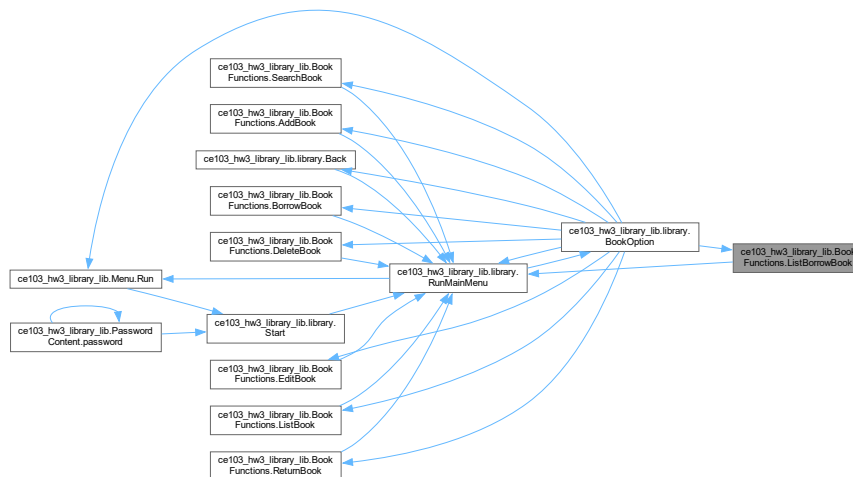 ce103_hw3_library_lib.Book
Functions.SearchBook
ce103_hw3_library_lib.Book
Functions.AddBook
ce103_hw3_library_lib.library.Back
ce103_hw3_library_lib.Book
Functions.BorrowBook
ce103_hw3_library_lib.library.
BookOption
ce103_hw3_library_lib.Book
Functions.DeleteBook
ce103_hw3_library_lib.Book
Functions.ListBorrowBook
ce103_hw3_library_lib.library.
RunMainMenu
ce103_hw3_library_lib.Menu.Run
ce103_hw3_library_lib.Password
Content.password
ce103_hw3_library_lib.library.
Start
ce103_hw3_library_lib.Book
Functions.EditBook
ce103_hw3_library_lib.Book
Functions.ListBook
ce103_hw3_library_lib.Book
Functions.ReturnBook